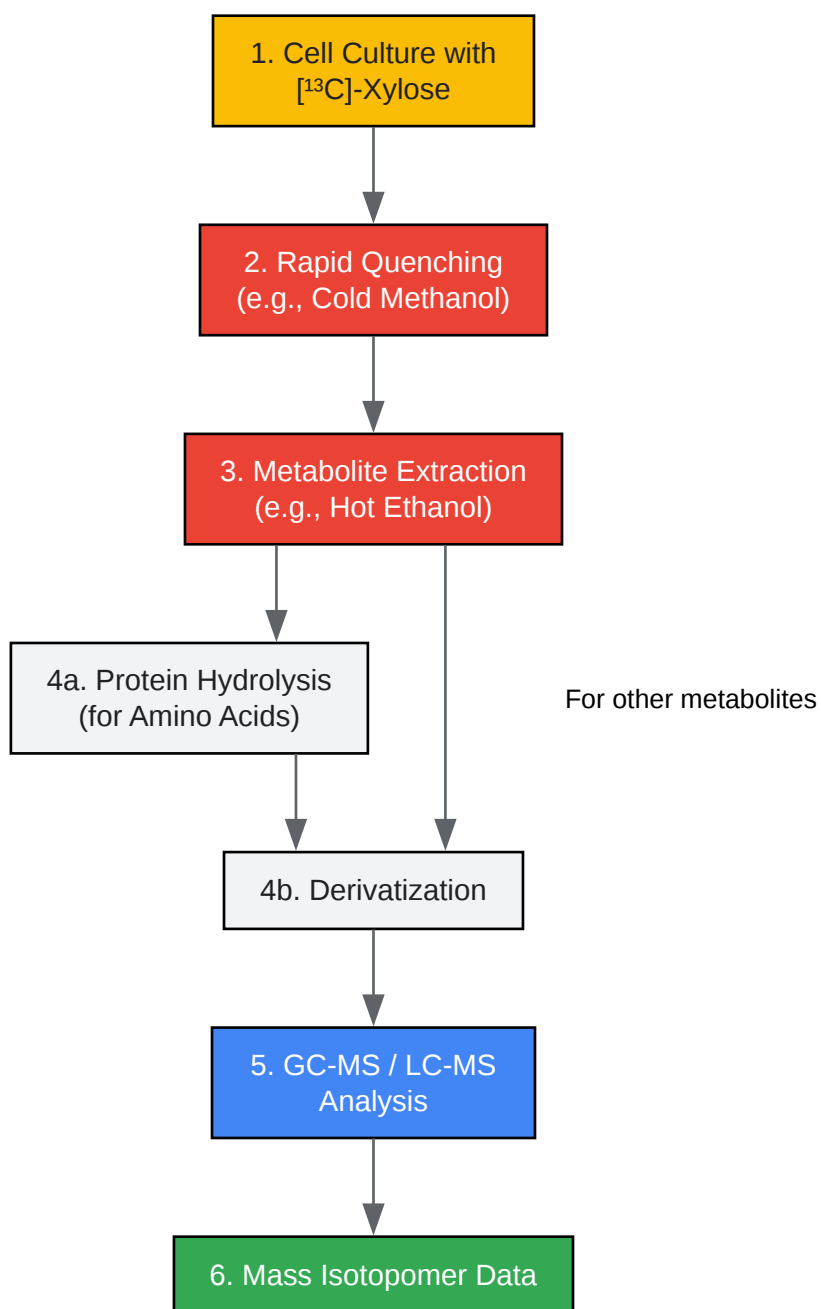 1. Cell Culture with
[¹³C]-Xylose
2. Rapid Quenching
(e.g., Cold Methanol)
3. Metabolite Extraction
(e.g., Hot Ethanol)
4a. Protein Hydrolysis
(for Amino Acids)
For other metabolites
4b. Derivatization
5. GC-MS / LC-MS
Analysis
6. Mass Isotopomer Data